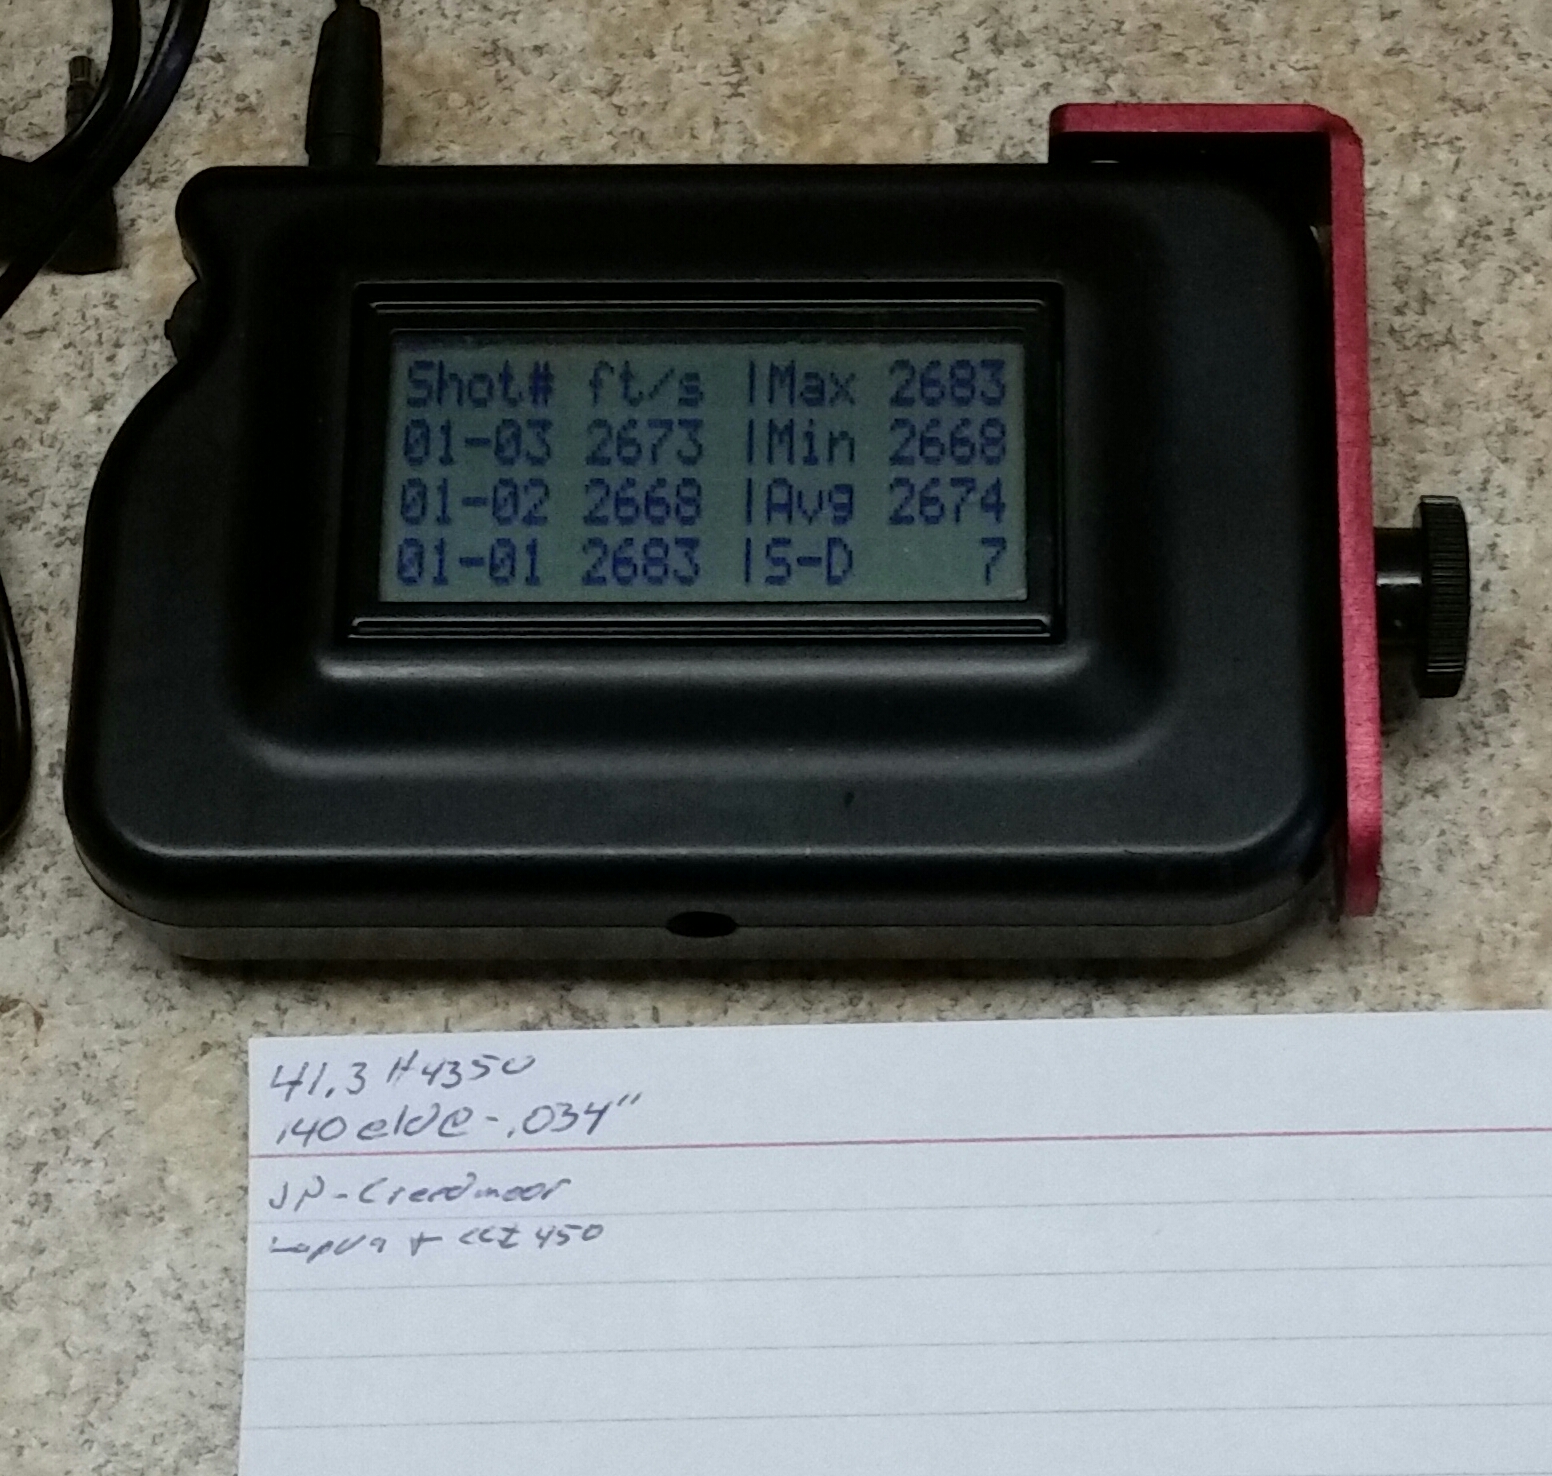 Shot# ft/s |Max 2683
01-03 2673 |Min 2668
01-02 2668 |Avg 2674
01-01 2683 |S-D 7
41.3 H4350
140 eld@-.034"
JP-Creedmoor
Lapua + CCI 450